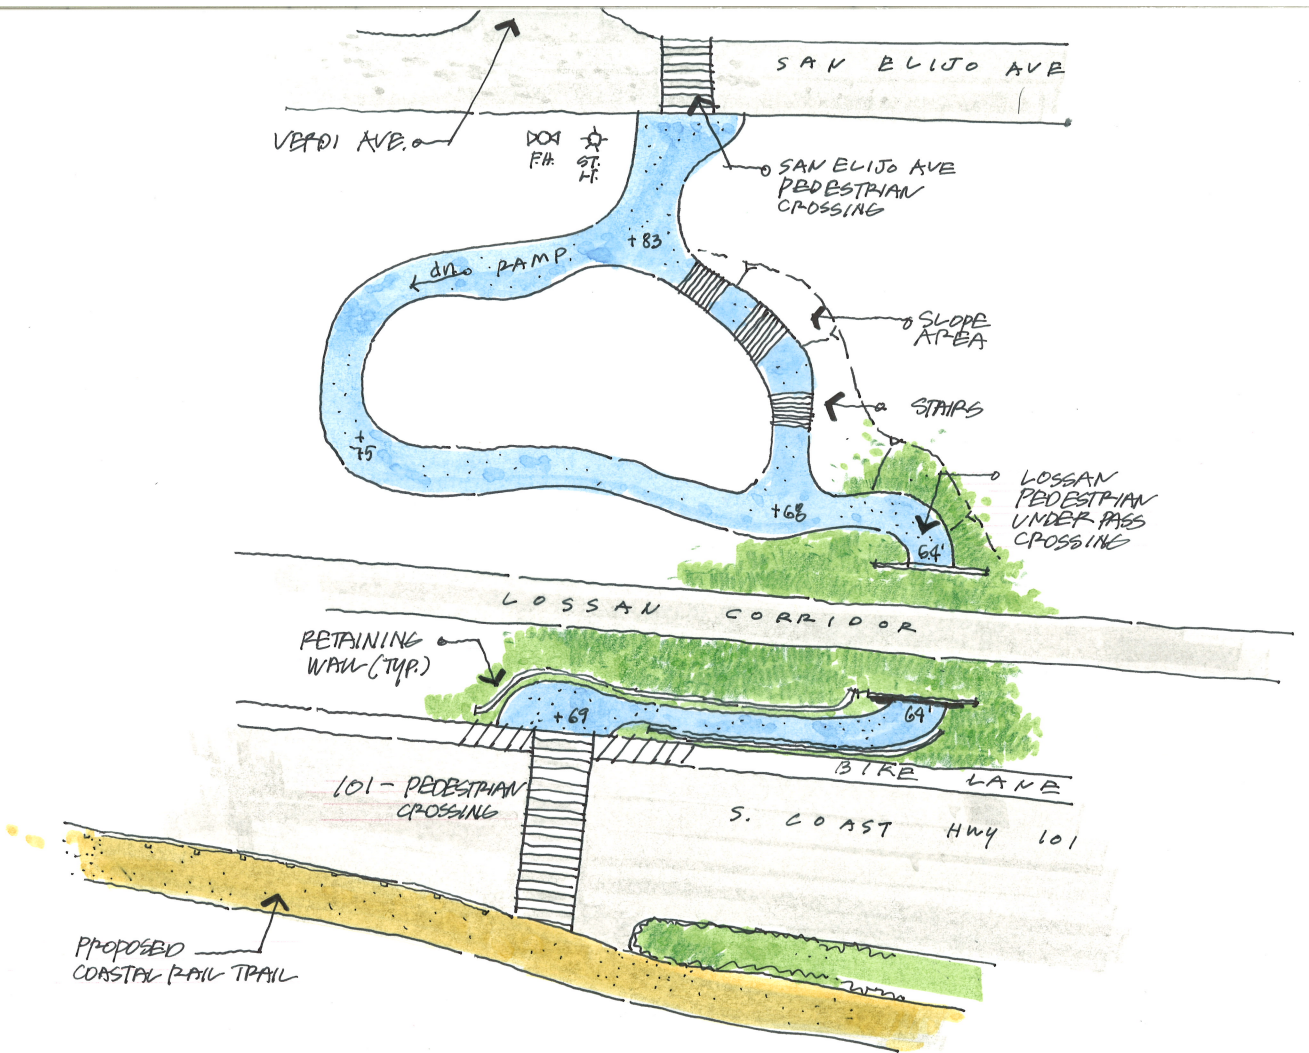 SAN ELIJO AVE
VERDI AVE.
F.H.
ST.
LT.
SAN ELIJO AVE
PEDESTRIAN
CROSSING
+83
dn. RAMP.
SLOPE
AREA
STAIRS
+
75
+68
LOSSAN
PEDESTRIAN
UNDER PASS
CROSSING
64'
LOSSAN CORRIDOR
RETAINING
WALL (TYP.)
+69
64
BIKE LANE
101 - PEDESTRIAN
CROSSING
S. COAST HWY 101
PROPOSED
COASTAL RAIL TRAIL